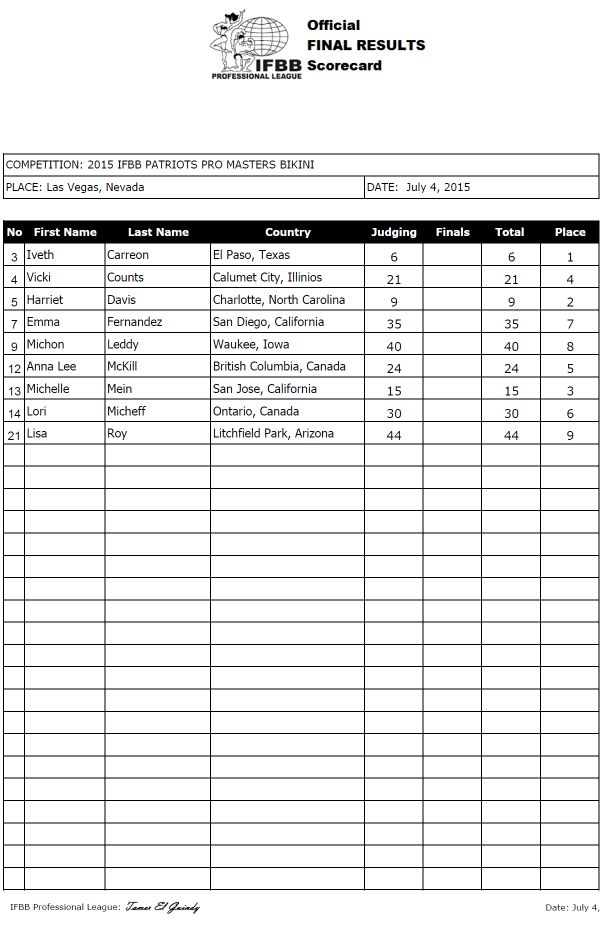 Official
FINAL RESULTS
IFBB Scorecard
PROFESSIONAL LEAGUE
COMPETITION: 2015 IFBB PATRIOTS PRO MASTERS BIKINI
PLACE: Las Vegas, Nevada DATE: July 4, 2015
No First Name Last Name Country Judging Finals Total Place
3 Iveth Carreon El Paso, Texas 6 6 1
4 Vicki Counts Calumet City, Illinios 21 21 4
5 Harriet Davis Charlotte, North Carolina 9 9 2
7 Emma Fernandez San Diego, California 35 35 7
9 Michon Leddy Waukee, Iowa 40 40 8
12 Anna Lee McKill British Columbia, Canada 24 24 5
13 Michelle Mein San Jose, California 15 15 3
14 Lori Micheff Ontario, Canada 30 30 6
21 Lisa Roy Litchfield Park, Arizona 44 44 9
IFBB Professional League: Tamer El Guindy Date: July 4,